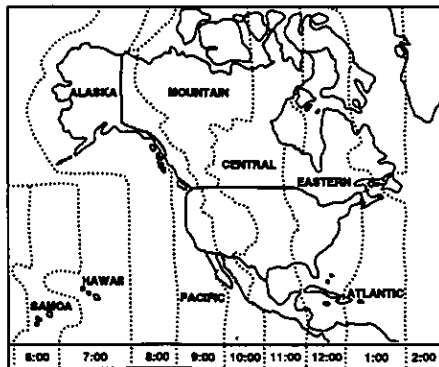 ALASKA MOUNTAIN
CENTRAL
EASTERN
HAWAII
SAMOA
PACIFIC
ATLANTIC
6:00 7:00 8:00 9:00 10:00 11:00 12:00 1:00 2:00